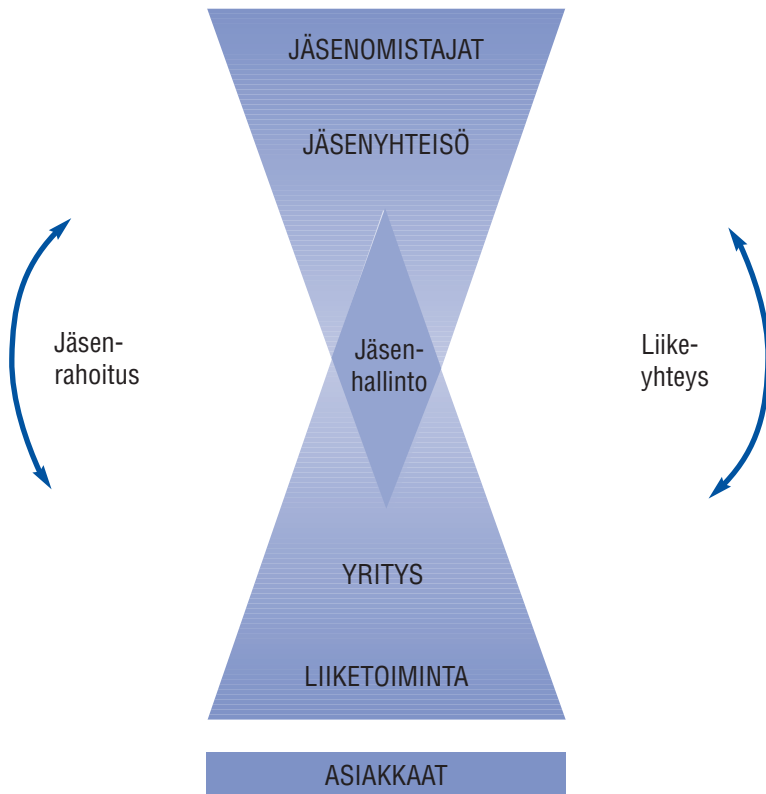 JÄSENOMISTAJAT
JÄSENYHTEISÖ
Jäsen-
rahoitus
Jäsen-
hallinto
Liike-
yhteys
YRITYS
LIIKETOIMINTA
ASIAKKAAT